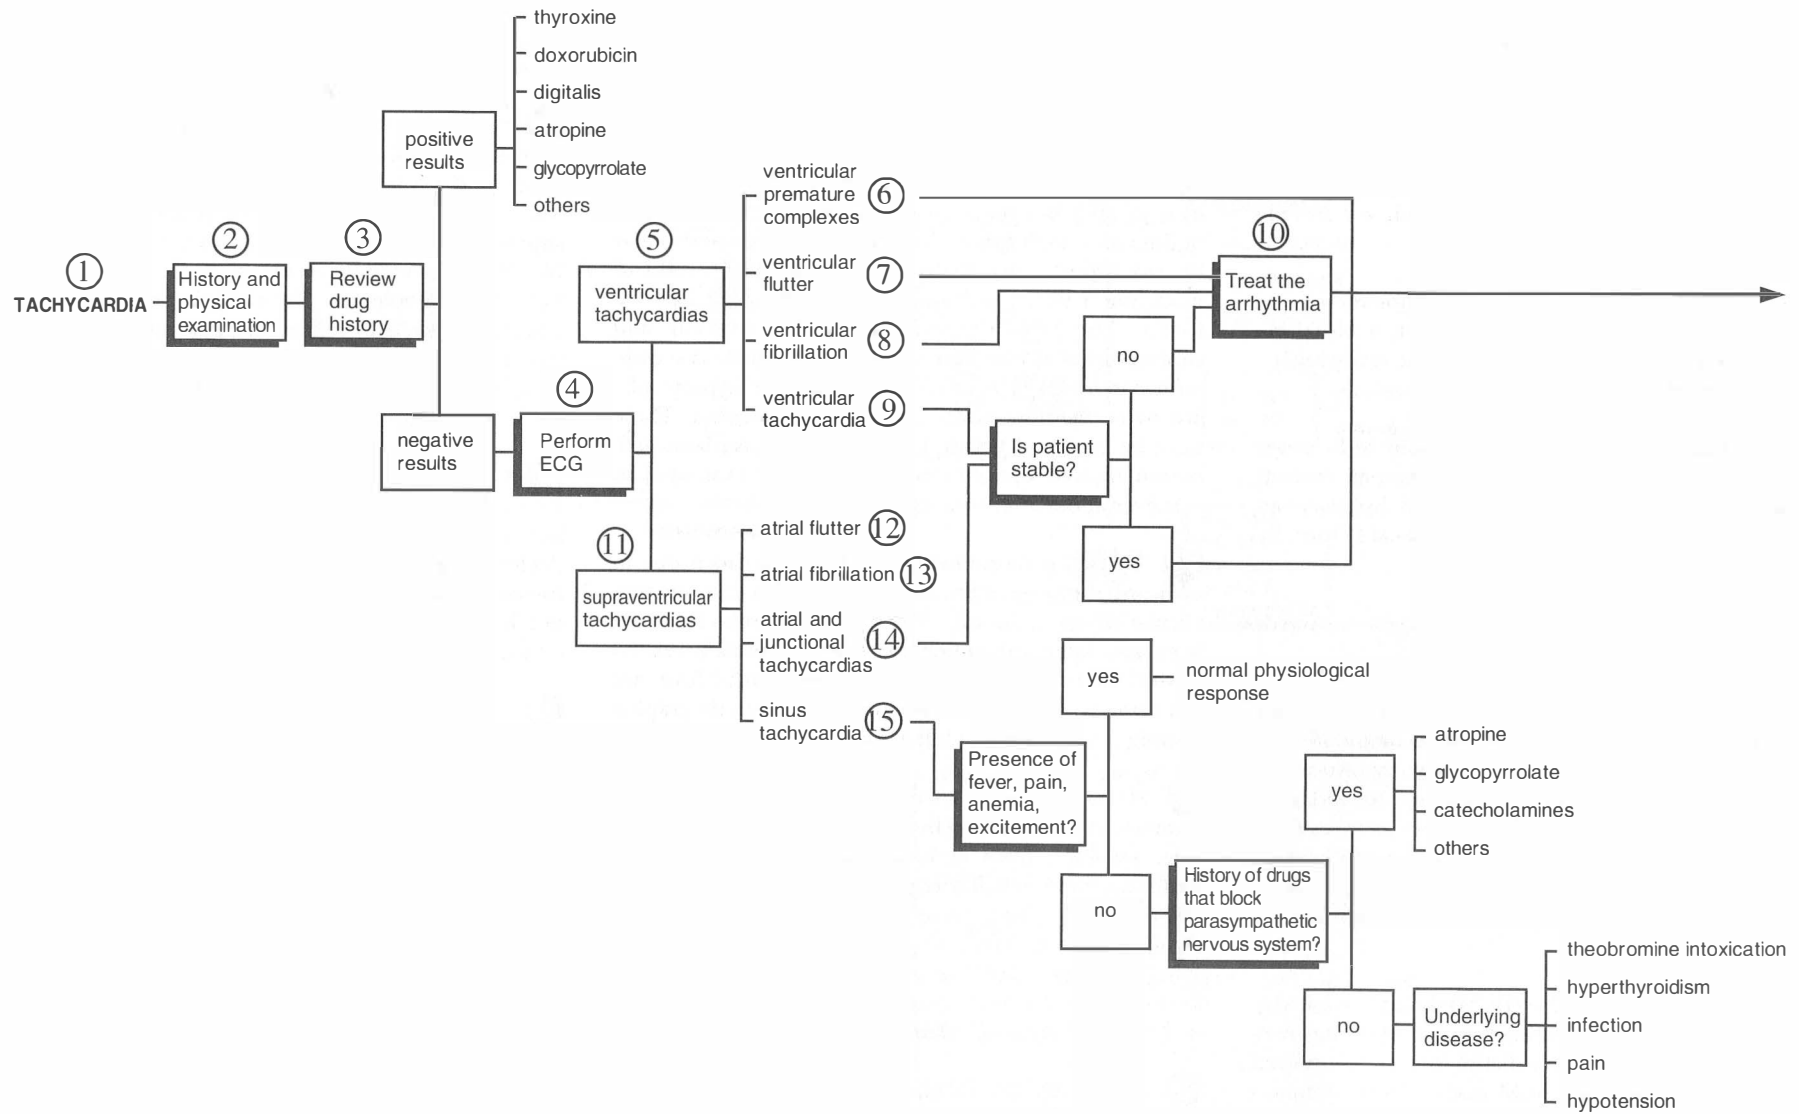 1
TACHYCARDIA
2
History and
physical
examination
3
Review
drug
history
positive
results
thyroxine
doxorubicin
digitalis
atropine
glycopyrrolate
others
negative
results
4
Perform
ECG
5
ventricular
tachycardias
ventricular
premature
complexes
6
ventricular
flutter
7
ventricular
fibrillation
8
ventricular
tachycardia
9
10
Treat the
arrhythmia
Is patient
stable?
no
yes
11
supraventricular
tachycardias
atrial flutter 12
atrial fibrillation 13
atrial and
junctional
tachycardias
14
sinus
tachycardia
15
Presence of
fever, pain,
anemia,
excitement?
yes
normal physiological
response
no
History of drugs
that block
parasympathetic
nervous system?
yes
atropine
glycopyrrolate
catecholamines
others
no
Underlying
disease?
theobromine intoxication
hyperthyroidism
infection
pain
hypotension